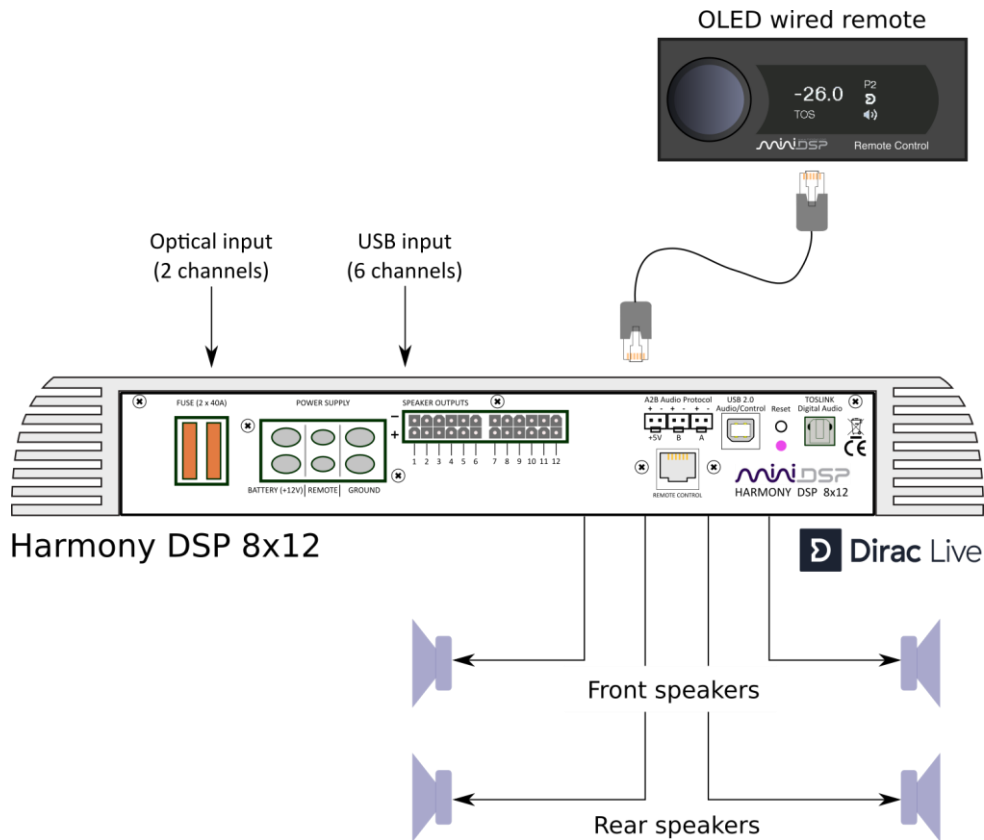 OLED wired remote
-26.0
P2
TOS
miniDSP
Remote Control
Optical input
(2 channels)
USB input
(6 channels)
FUSE (2 x 40A)
POWER SUPPLY
SPEAKER OUTPUTS
A2B Audio Protocol
USB 2.0
Audio/Control
Reset
TOSLINK
Digital Audio
− 
+
+ - + - + -
+5V B A
1 2 3 4 5 6 7 8 9 10 11 12
BATTERY (+12V) | REMOTE | GROUND
REMOTE CONTROL
CE
miniDSP
HARMONY DSP 8x12
Harmony DSP 8x12
Dirac Live
Front speakers
Rear speakers